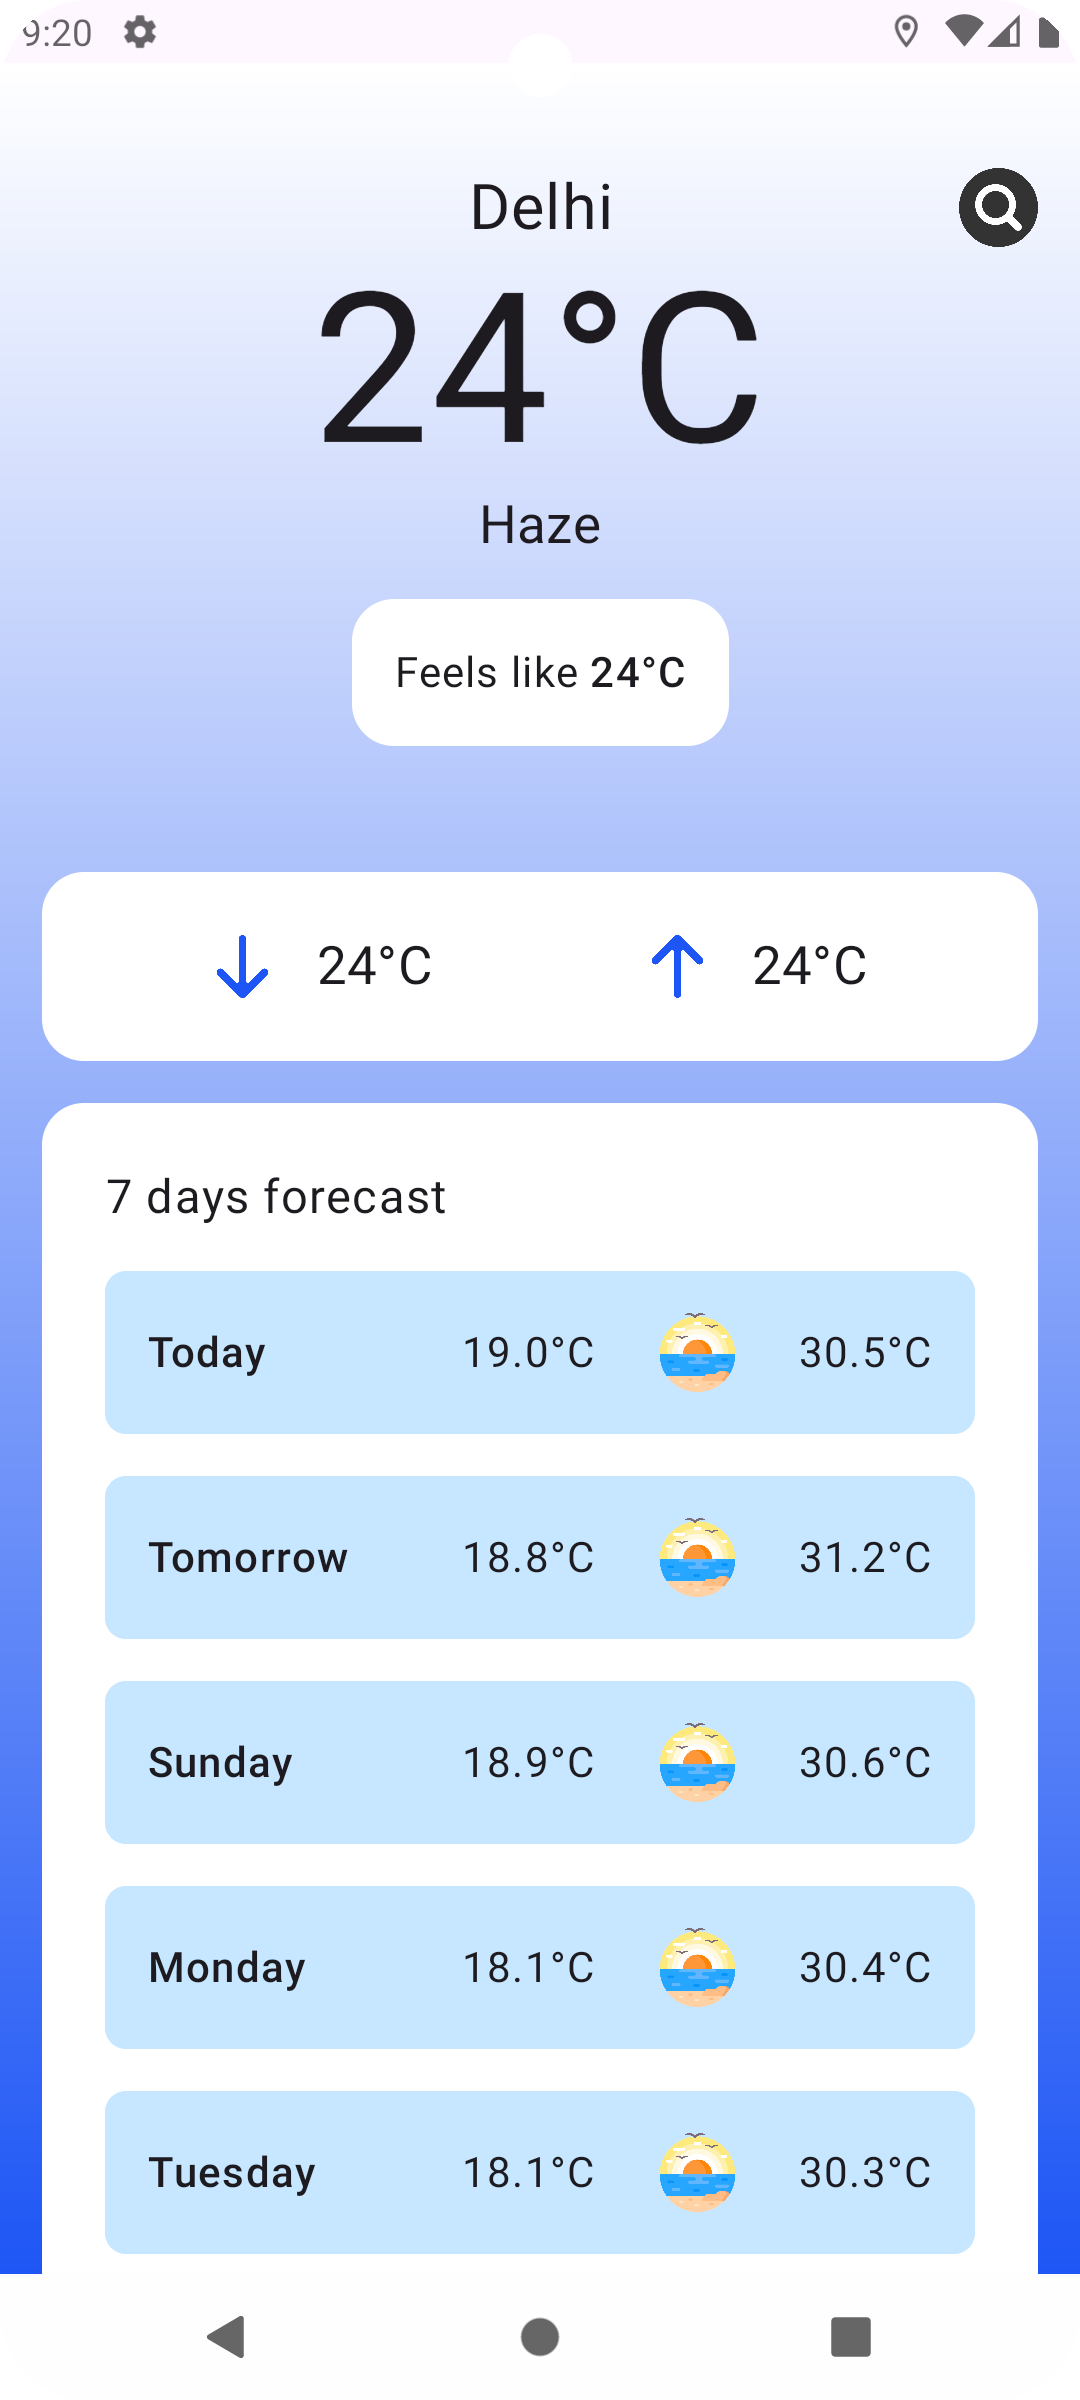 9:20
Delhi
24°C
Haze
Feels like 24°C
24°C 24°C
7 days forecast
Today 19.0°C 30.5°C
Tomorrow 18.8°C 31.2°C
Sunday 18.9°C 30.6°C
Monday 18.1°C 30.4°C
Tuesday 18.1°C 30.3°C